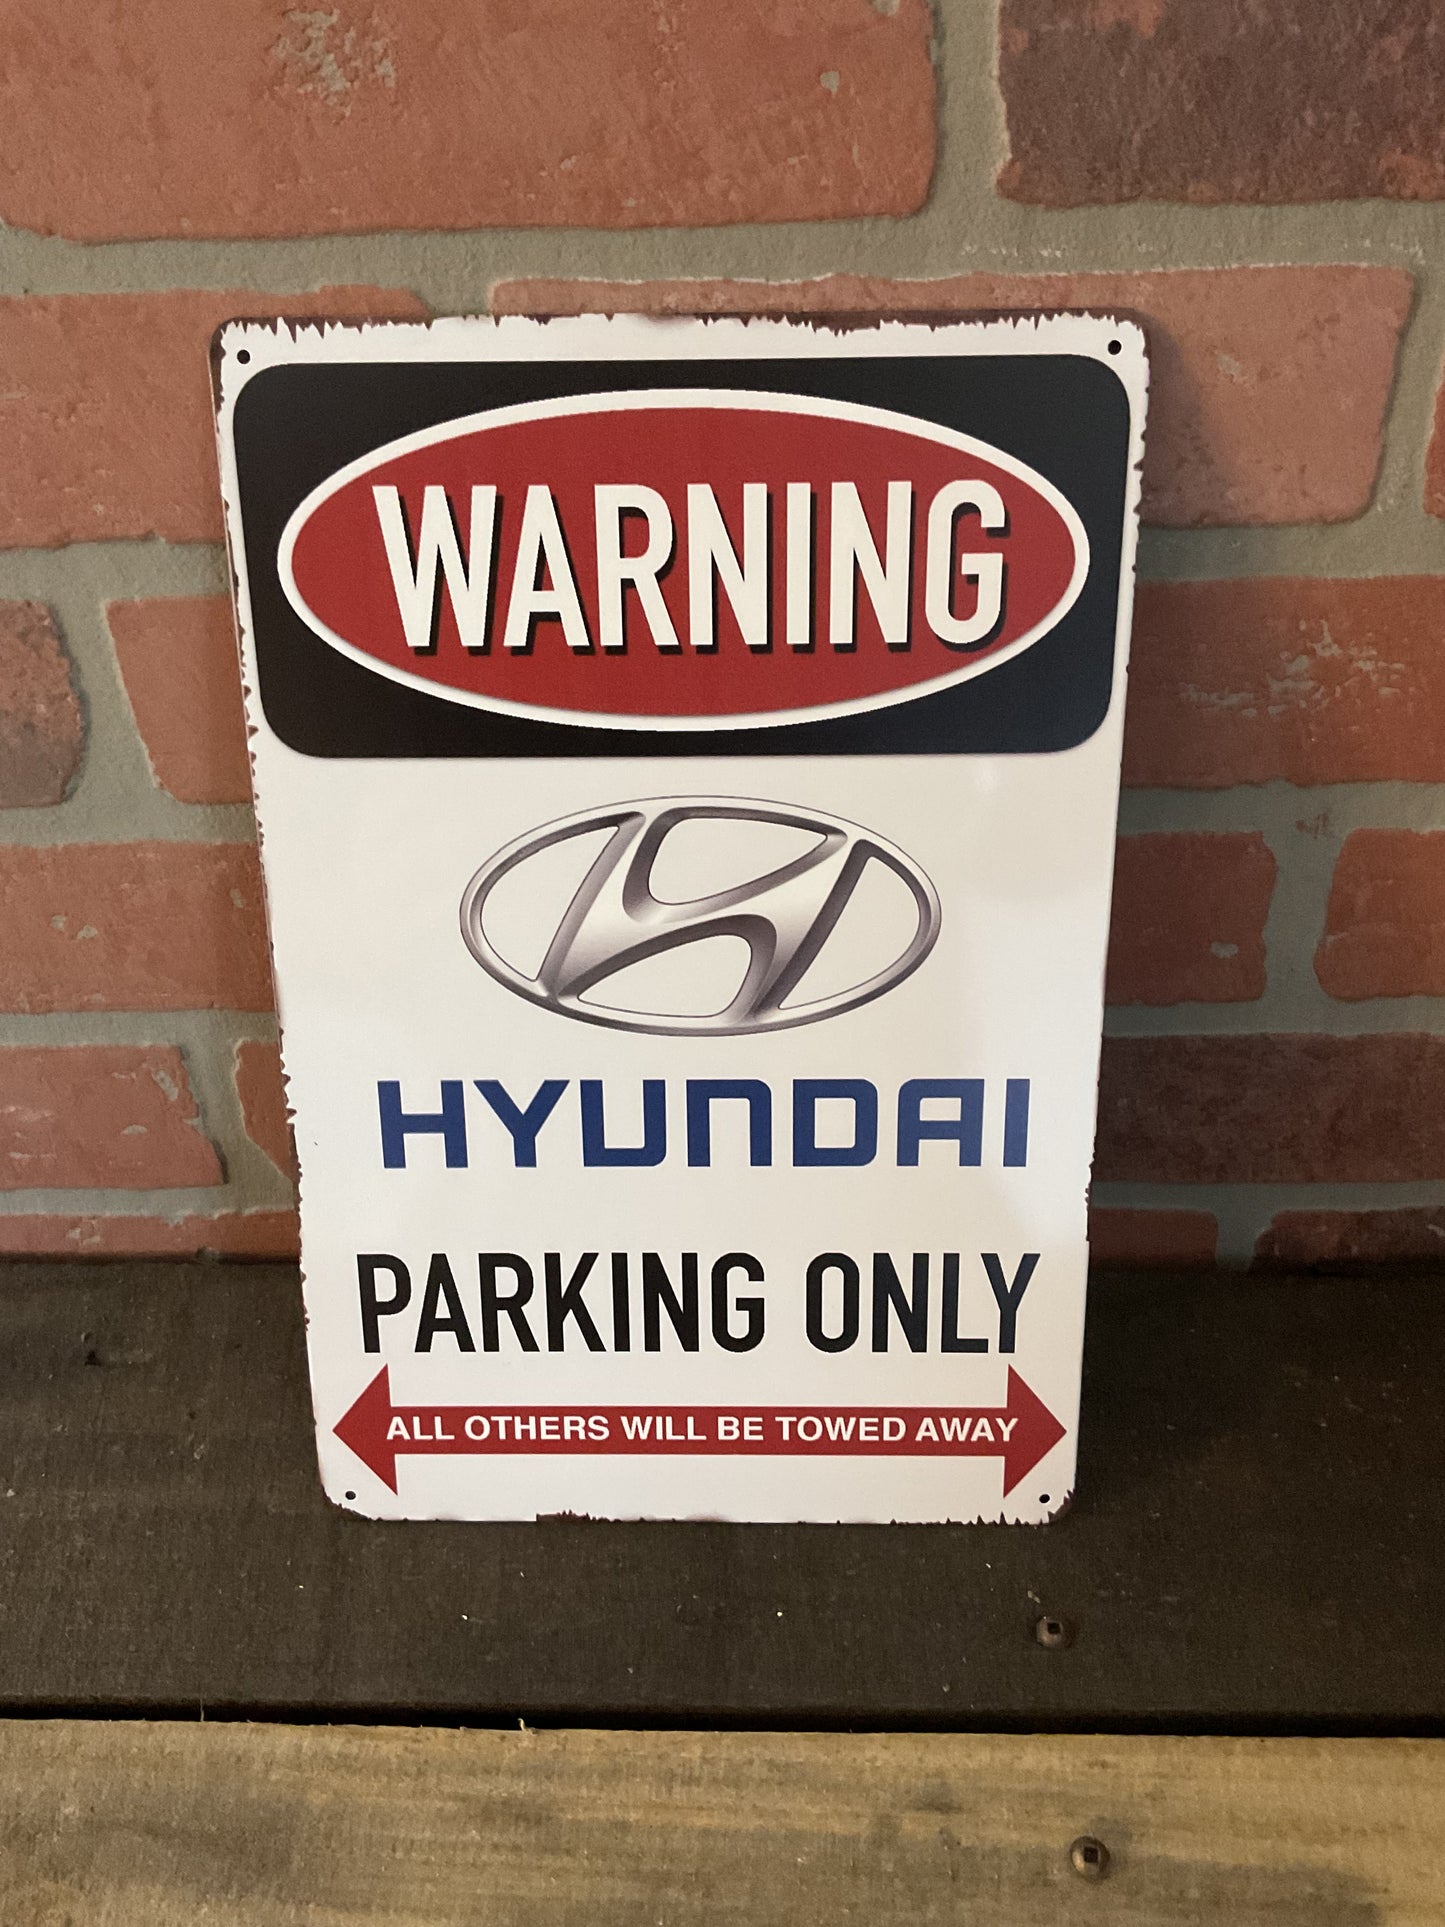 WARNING
HYUNDAI
PARKING ONLY
ALL OTHERS WILL BE TOWED AWAY